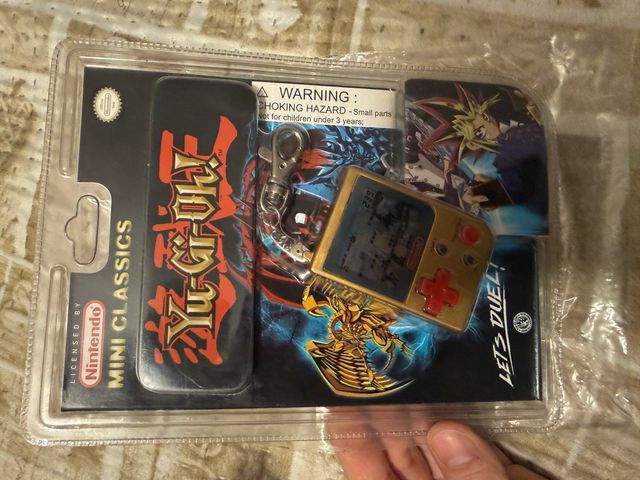 LICENSED BY
Nintendo
MINI CLASSICS
Yu-Gi-Oh!
TM
WARNING :
CHOKING HAZARD - Small parts
Not for children under 3 years;
LET'S DUEL!